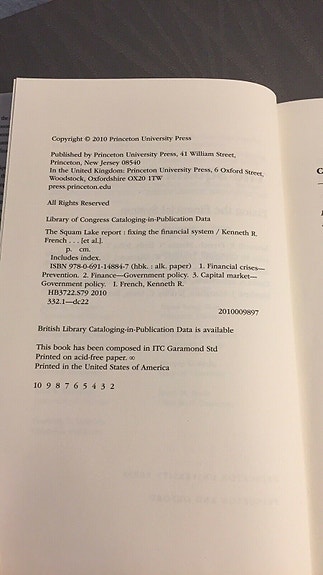 Copyright © 2010 Princeton University Press
Published by Princeton University Press, 41 William Street,
Princeton, New Jersey 08540
In the United Kingdom: Princeton University Press, 6 Oxford Street,
Woodstock, Oxfordshire OX20 1TW
press.princeton.edu
All Rights Reserved
Library of Congress Cataloging-in-Publication Data
The Squam Lake report : fixing the financial system / Kenneth R.
French . . . [et al.].
p. cm.
Includes index.
ISBN 978-0-691-14884-7 (hbk. : alk. paper) 1. Financial crises—
Prevention. 2. Finance—Government policy. 3. Capital market—
Government policy. I. French, Kenneth R.
HB3722.S79 2010
332.1—dc22
2010009897
British Library Cataloging-in-Publication Data is available
This book has been composed in ITC Garamond Std
Printed on acid-free paper. ∞
Printed in the United States of America
10 9 8 7 6 5 4 3 2